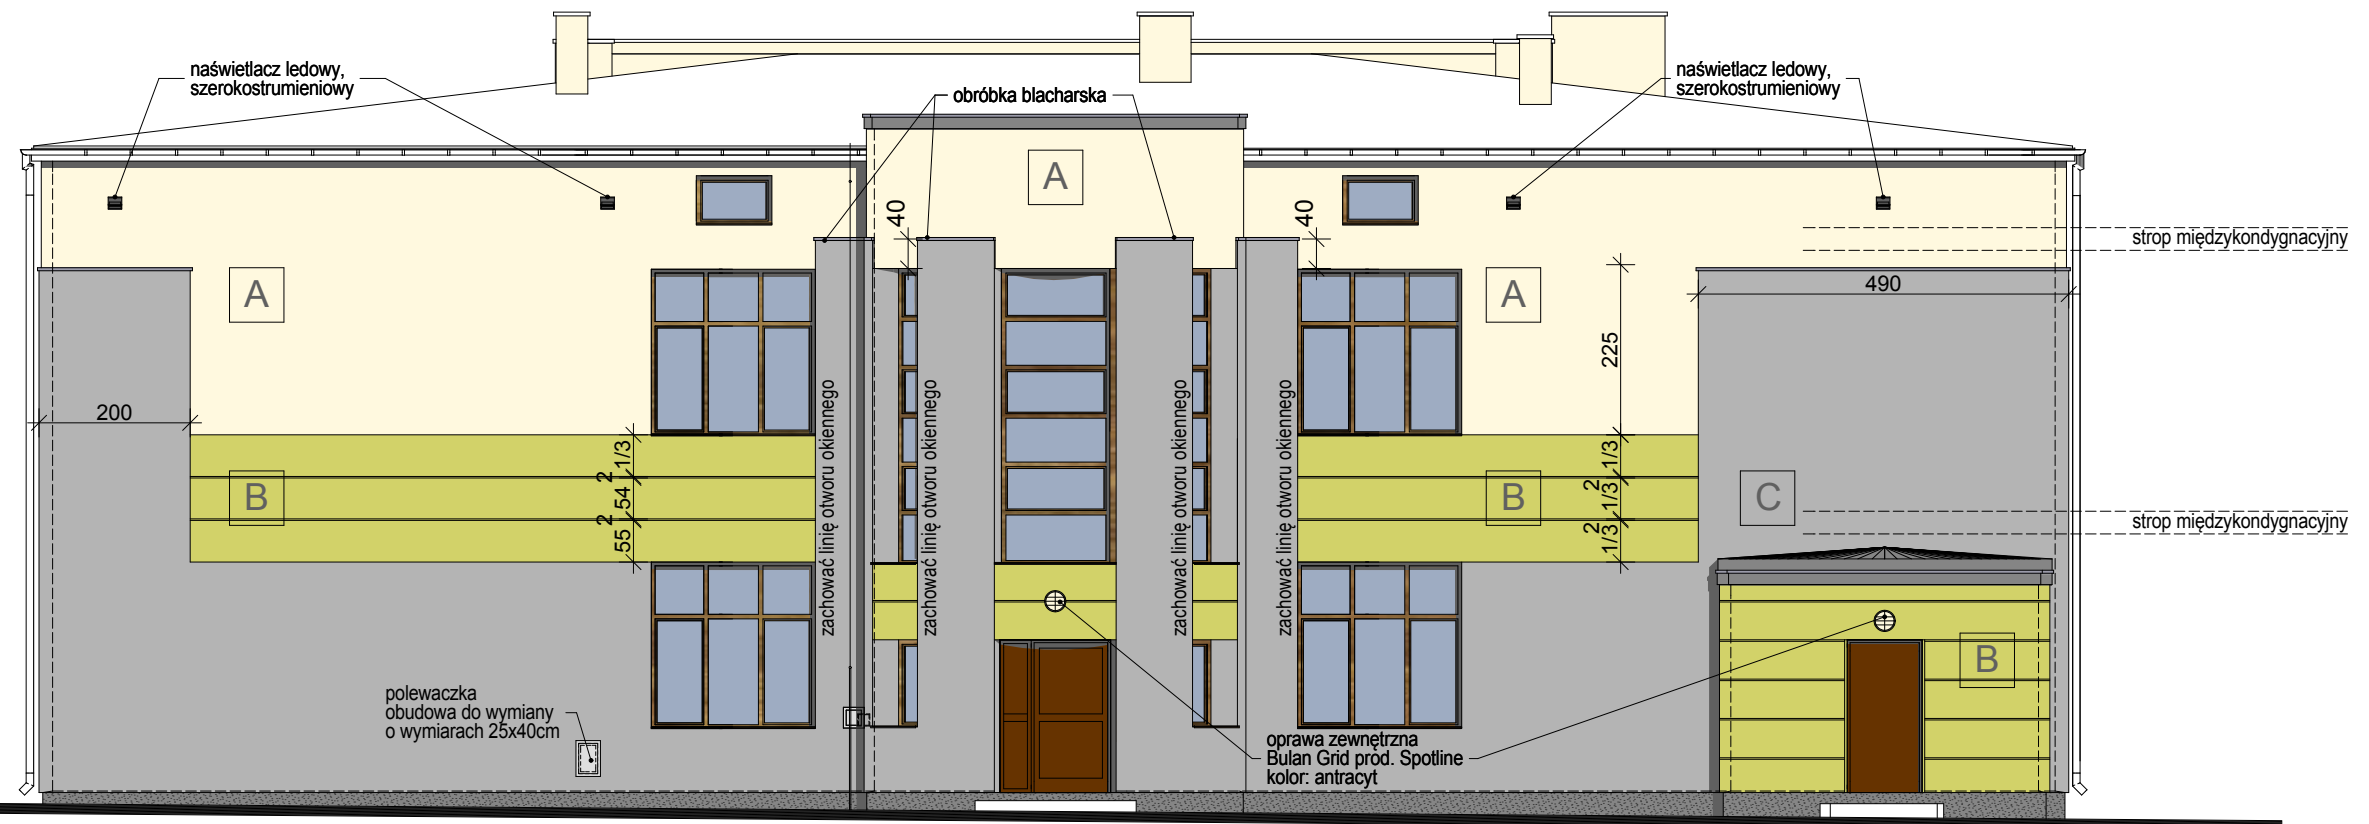 naświetlacz ledowy,
szerokostrumieniowy
obróbka blacharska
naświetlacz ledowy,
szerokostrumieniowy
A
40
40
strop międzykondygnacyjny
A
A
490
225
200
zachować linię otworu okiennego
zachować linię otworu okiennego
zachować linię otworu okiennego
zachować linię otworu okiennego
1/3
2
54
2
55
1/3
2
1/3
2
1/3
B
B
C
strop międzykondygnacyjny
B
polewaczka
obudowa do wymiany
o wymiarach 25x40cm
oprawa zewnętrzna
Bulan Grid prod. Spotline
kolor: antracyt